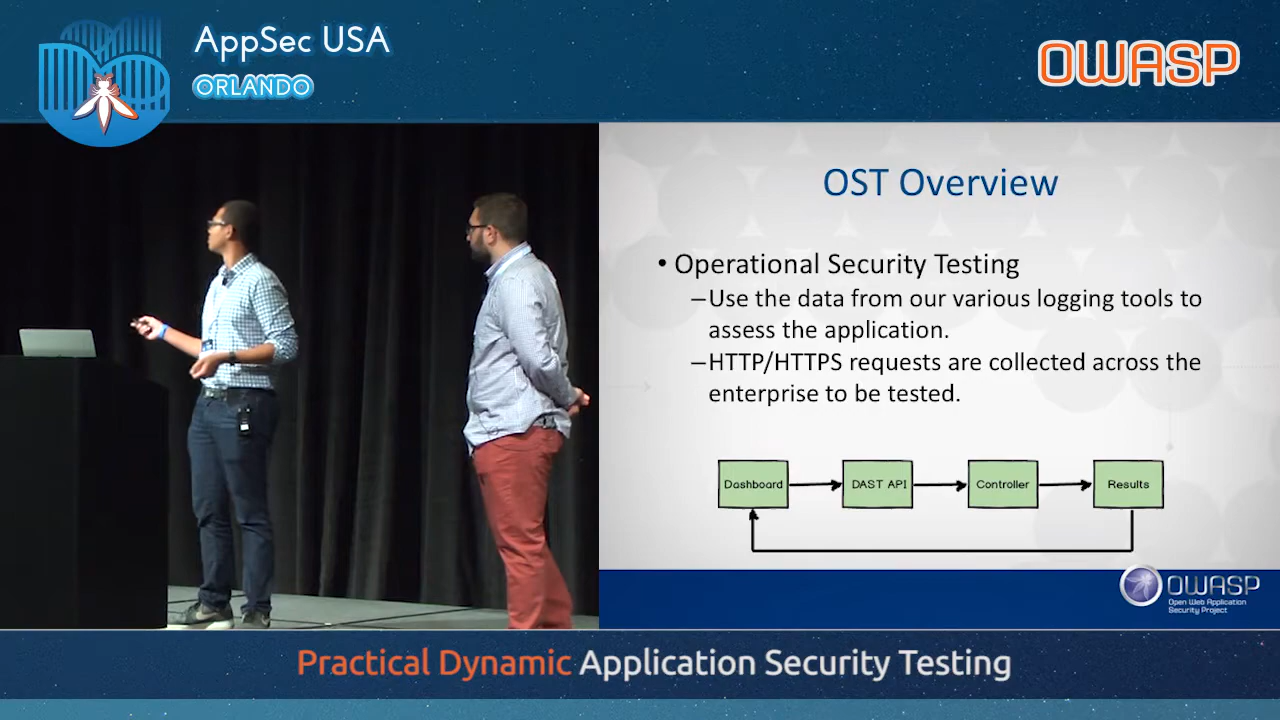 AppSec USA
ORLANDO
OWASP
OST Overview
• Operational Security Testing
–Use the data from our various logging tools to
assess the application.
–HTTP/HTTPS requests are collected across the
enterprise to be tested.
Dashboard
DAST API
Controller
Results
OWASP
Open Web Application
Security Project
Practical Dynamic Application Security Testing